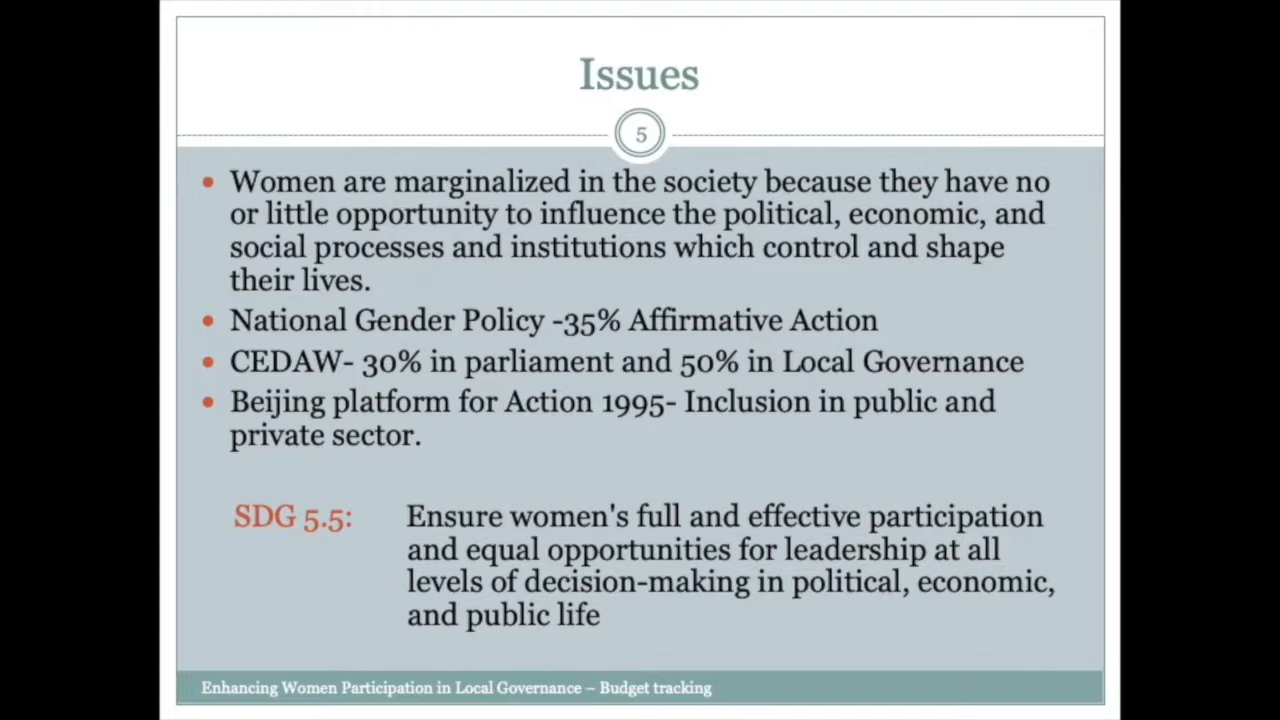 Issues
5
• Women are marginalized in the society because they have no
or little opportunity to influence the political, economic, and
social processes and institutions which control and shape
their lives.
• National Gender Policy -35% Affirmative Action
• CEDAW- 30% in parliament and 50% in Local Governance
• Beijing platform for Action 1995- Inclusion in public and
private sector.
SDG 5.5: Ensure women's full and effective participation
and equal opportunities for leadership at all
levels of decision-making in political, economic,
and public life
Enhancing Women Participation in Local Governance – Budget tracking